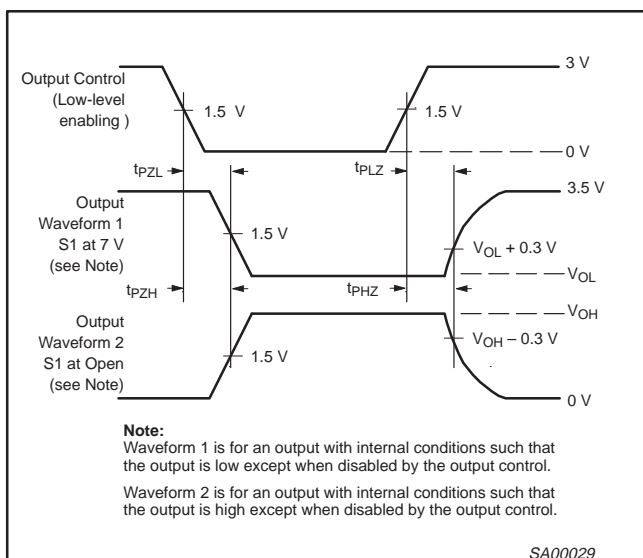 3 V
Output Control
(Low-level
enabling )
1.5 V
1.5 V
0 V
tPZL
tPLZ
3.5 V
Output
Waveform 1
S1 at 7 V
(see Note)
1.5 V
VOL + 0.3 V
VOL
tPZH
tPHZ
VOH
Output
Waveform 2
S1 at Open
(see Note)
1.5 V
VOH – 0.3 V
0 V
Note:
Waveform 1 is for an output with internal conditions such that
the output is low except when disabled by the output control.
Waveform 2 is for an output with internal conditions such that
the output is high except when disabled by the output control.
SA00029